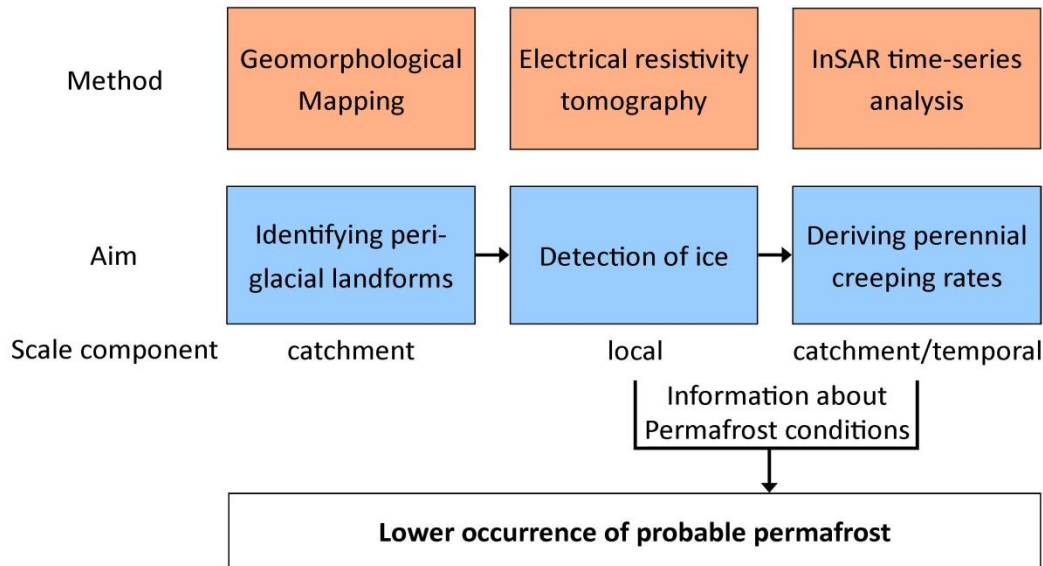 Method
Geomorphological
Mapping
Electrical resistivity
tomography
InSAR time-series
analysis
Aim
Identifying peri-
glacial landforms
Detection of ice
Deriving perennial
creeping rates
Scale component
catchment
local
catchment/temporal
Information about
Permafrost conditions
Lower occurrence of probable permafrost